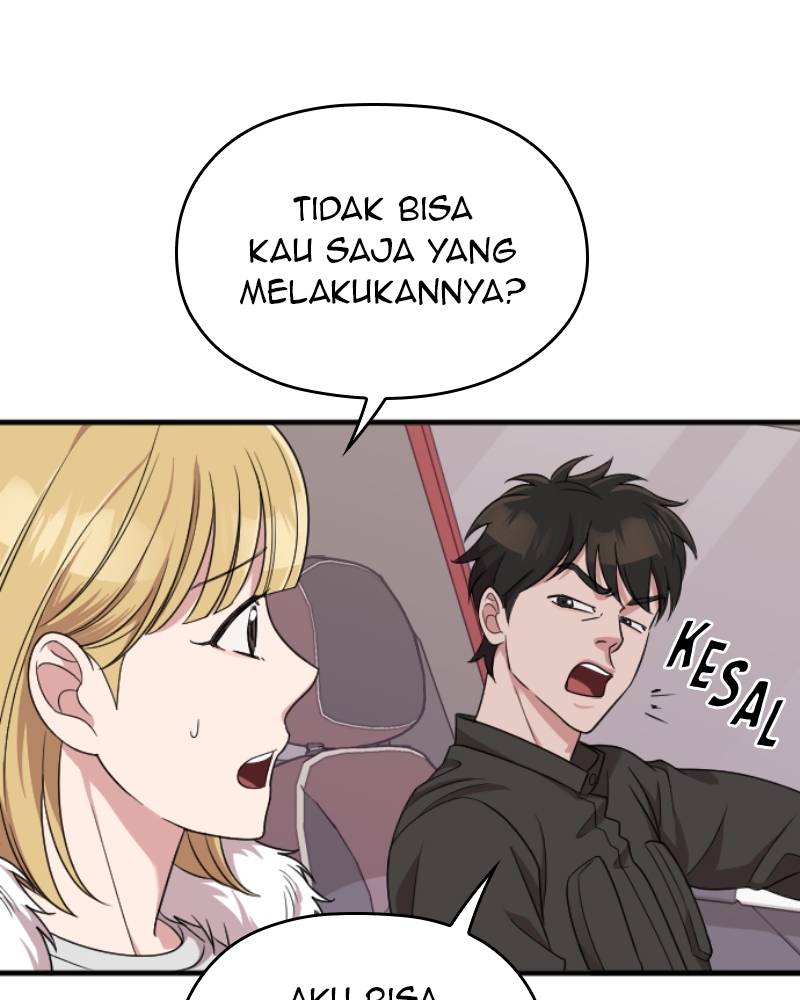 TIDAK BISA
KAU SAJA YANG
MELAKUKANNYA?
KESAL
AKU BISA